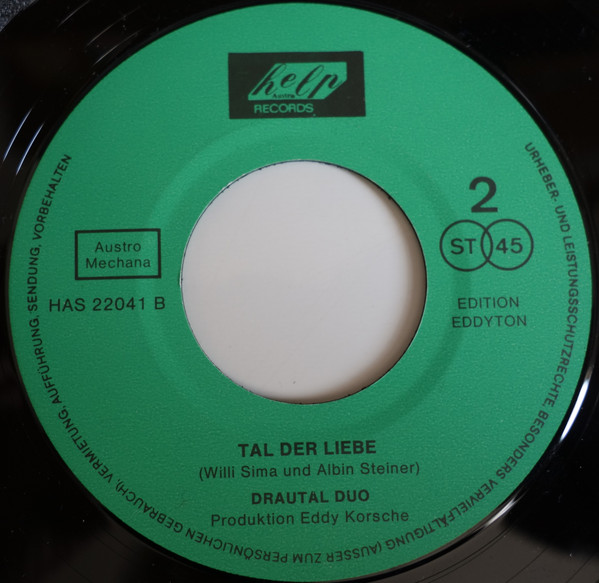 help
Austria
RECORDS
2
ST 45
Austro
Mechana
HAS 22041 B
EDITION
EDDYTON
TAL DER LIEBE
(Willi Sima und Albin Steiner)
DRAUTAL DUO
Produktion Eddy Korsche
URHEBER- UND LEISTUNGSSCHUTZRECHTE BESONDERS VERVIELFÄLTIGUNG (AUSSER ZUM PERSÖNLICHEN GEBRAUCH), VERMIETUNG, AUFFÜHRUNG, SENDUNG, VORBEHALTEN